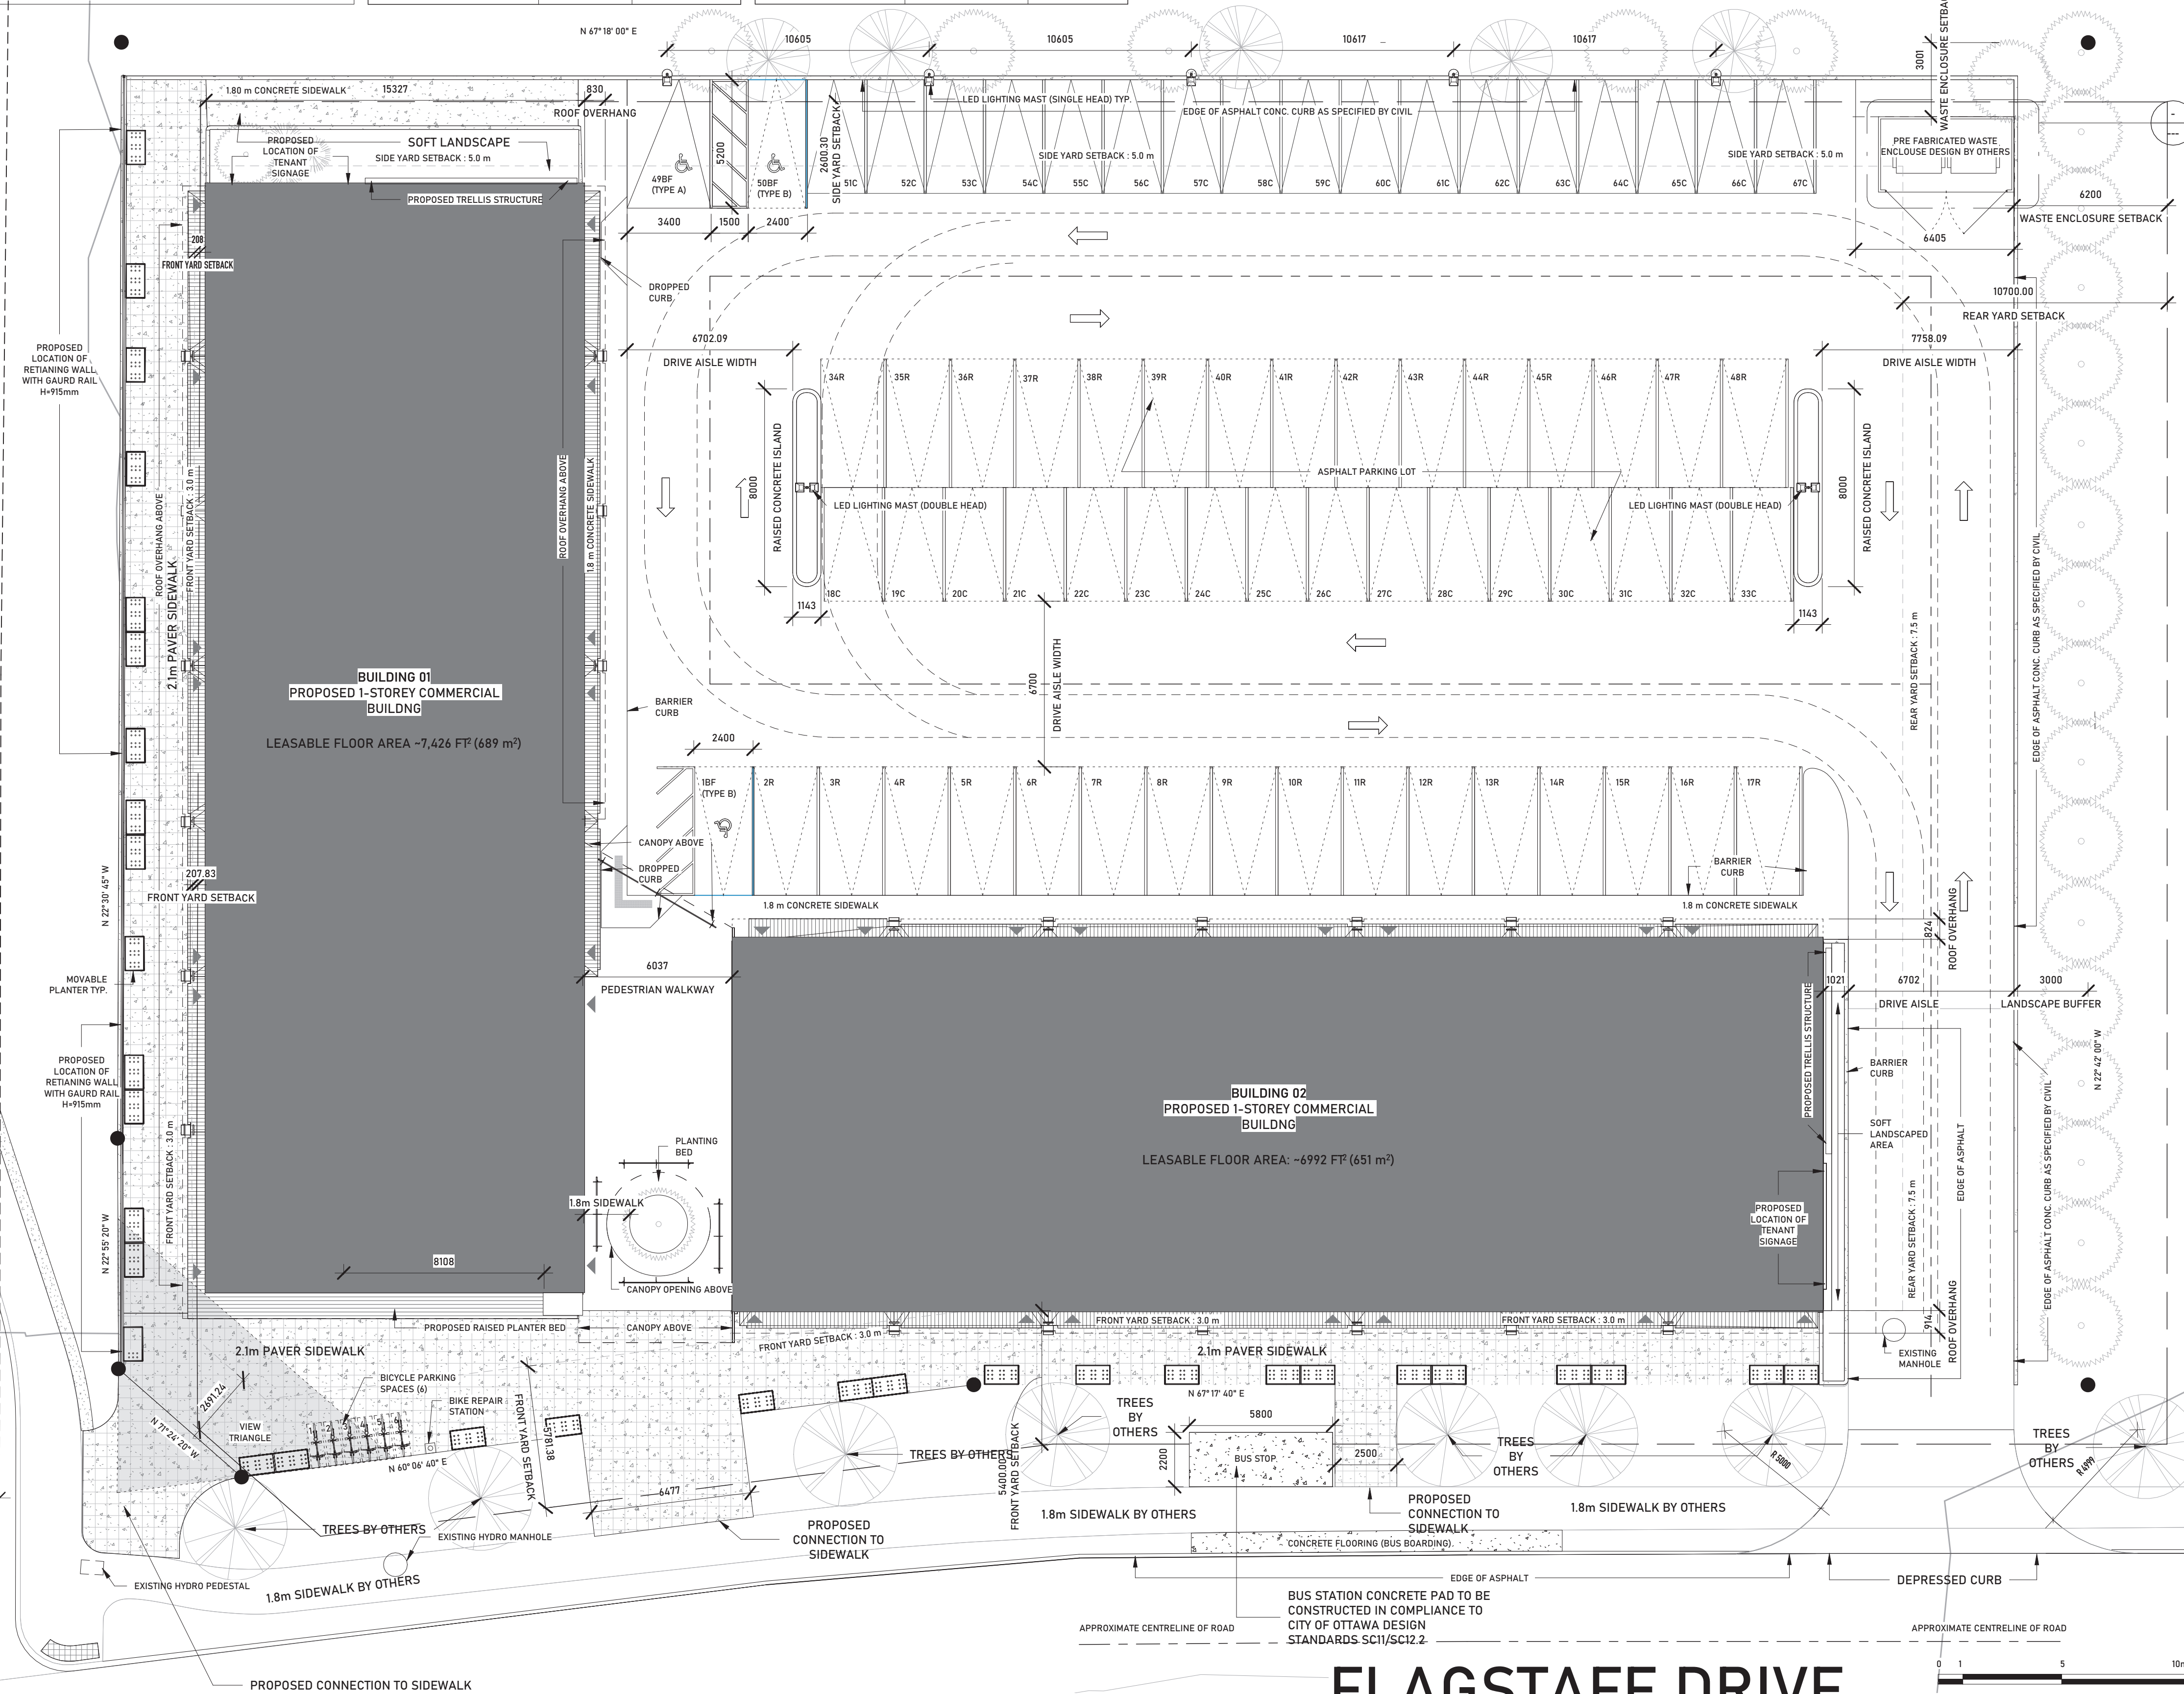 N 67° 18' 00" E
10605
10605
10617
10617
3001
WASTE ENCLOSURE SETBA
1.80 m CONCRETE SIDEWALK
15327
830
ROOF OVERHANG
LED LIGHTING MAST (SINGLE HEAD) TYP.
EDGE OF ASPHALT CONC. CURB AS SPECIFIED BY CIVIL
PROPOSED
LOCATION OF
TENANT
SIGNAGE
SOFT LANDSCAPE
SIDE YARD SETBACK : 5.0 m
PROPOSED TRELLIS STRUCTURE
49BF
(TYPE A)
5200
50BF
(TYPE B)
2600.30
SIDE YARD SETBACK
SIDE YARD SETBACK : 5.0 m
SIDE YARD SETBACK : 5.0 m
51C
52C
53C
54C
55C
56C
57C
58C
59C
60C
61C
62C
63C
64C
65C
66C
67C
PRE FABRICATED WASTE
ENCLOUSE DESIGN BY OTHERS
6200
WASTE ENCLOSURE SETBACK
6405
3400
1500
2400
208
FRONT YARD SETBACK
DROPPED
CURB
10700.00
REAR YARD SETBACK
6702.09
DRIVE AISLE WIDTH
7758.09
DRIVE AISLE WIDTH
PROPOSED
LOCATION OF
RETIANING WALL
WITH GAURD RAIL
H=915mm
34R
35R
36R
37R
38R
39R
40R
41R
42R
43R
44R
45R
46R
47R
48R
8000
RAISED CONCRETE ISLAND
ASPHALT PARKING LOT
LED LIGHTING MAST (DOUBLE HEAD)
LED LIGHTING MAST (DOUBLE HEAD)
8000
RAISED CONCRETE ISLAND
ROOF OVERHANG ABOVE
1.8 m CONCRETE SIDEWALK
ROOF OVERHANG ABOVE
FRONT YARD SETBACK : 3.0 m
2.1m PAVER SIDEWALK
18C
19C
20C
21C
22C
23C
24C
25C
26C
27C
28C
29C
30C
31C
32C
33C
1143
1143
EDGE OF ASPHALT CONC. CURB AS SPECIFIED BY CIVIL
REAR YARD SETBACK : 7.5 m
6700
DRIVE AISLE WIDTH
BUILDING 01
PROPOSED 1-STOREY COMMERCIAL
BUILDNG
LEASABLE FLOOR AREA ~7,426 FT² (689 m²)
BARRIER
CURB
2400
1BF
(TYPE B)
2R
3R
4R
5R
6R
7R
8R
9R
10R
11R
12R
13R
14R
15R
16R
17R
CANOPY ABOVE
DROPPED
CURB
BARRIER
CURB
207.83
FRONT YARD SETBACK
N 22° 30' 45" W
1.8 m CONCRETE SIDEWALK
1.8 m CONCRETE SIDEWALK
824
ROOF OVERHANG
MOVABLE
PLANTER TYP.
6037
PEDESTRIAN WALKWAY
1021
6702
DRIVE AISLE
3000
LANDSCAPE BUFFER
PROPOSED TRELLIS STRUCTURE
PROPOSED
LOCATION OF
RETIANING WALL
WITH GAURD RAIL
H=915mm
BARRIER
CURB
N 22° 42' 00" W
BUILDING 02
PROPOSED 1-STOREY COMMERCIAL
BUILDNG
LEASABLE FLOOR AREA: ~6992 FT² (651 m²)
SOFT
LANDSCAPED
AREA
EDGE OF ASPHALT
EDGE OF ASPHALT CONC. CURB AS SPECIFIED BY CIVIL
PLANTING
BED
FRONT YARD SETBACK : 3.0 m
1.8m SIDEWALK
PROPOSED
LOCATION OF
TENANT
SIGNAGE
REAR YARD SETBACK : 7.5 m
N 22° 55' 20" W
8108
CANOPY OPENING ABOVE
914
ROOF OVERHANG
PROPOSED RAISED PLANTER BED
CANOPY ABOVE
FRONT YARD SETBACK : 3.0 m
FRONT YARD SETBACK : 3.0 m
FRONT YARD SETBACK : 3.0 m
2.1m PAVER SIDEWALK
2.1m PAVER SIDEWALK
EXISTING
MANHOLE
2691.24
BICYCLE PARKING
SPACES (6)
BIKE REPAIR
STATION
FRONT YARD SETBACK
5781.38
N 67° 17' 40" E
TREES
BY
OTHERS
5800
VIEW
TRIANGLE
1
2
3
4
5
6
N 71° 24' 20" W
N 60° 06' 40" E
TREES BY OTHERS
5400.00
FRONT YARD SETBACK
2200
BUS STOP
2500
TREES
BY
OTHERS
R 5000
TREES
BY
OTHERS
R 4999
6477
PROPOSED
CONNECTION TO
SIDEWALK
1.8m SIDEWALK BY OTHERS
1.8m SIDEWALK BY OTHERS
TREES BY OTHERS
EXISTING HYDRO MANHOLE
PROPOSED
CONNECTION TO
SIDEWALK
CONCRETE FLOORING (BUS BOARDING).
EXISTING HYDRO PEDESTAL
1.8m SIDEWALK BY OTHERS
EDGE OF ASPHALT
DEPRESSED CURB
BUS STATION CONCRETE PAD TO BE
CONSTRUCTED IN COMPLIANCE TO
CITY OF OTTAWA DESIGN
STANDARDS SC11/SC12.2
APPROXIMATE CENTRELINE OF ROAD
APPROXIMATE CENTRELINE OF ROAD
FLAGSTAFF DRIVE
0 1 5 10m
PROPOSED CONNECTION TO SIDEWALK